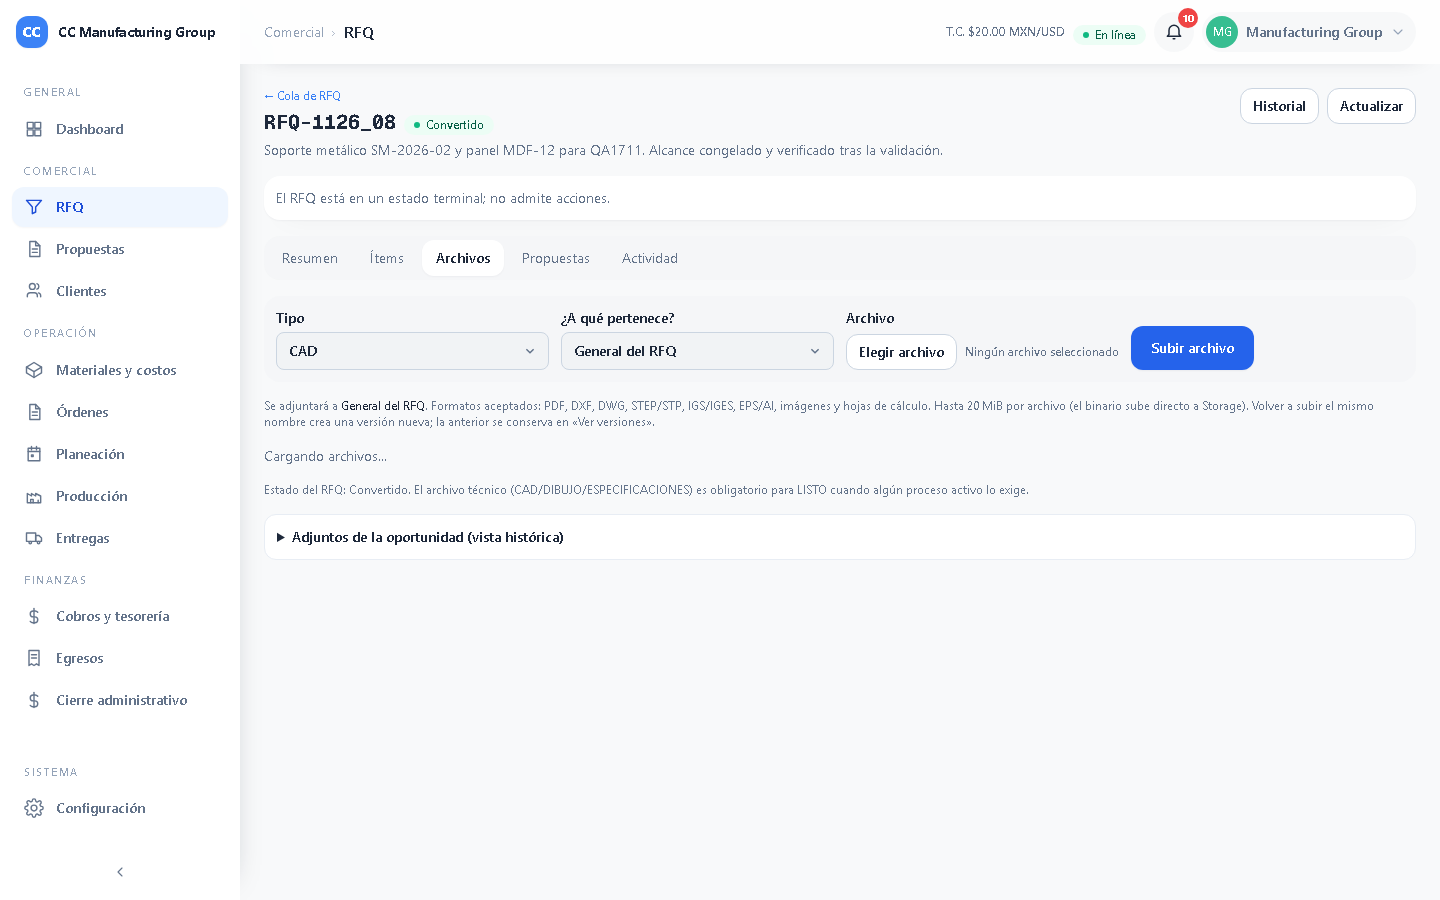 CC
CC Manufacturing Group
GENERAL
Dashboard
COMERCIAL
RFQ
Propuestas
Clientes
OPERACIÓN
Materiales y costos
Órdenes
Planeación
Producción
Entregas
FINANZAS
Cobros y tesorería
Egresos
Cierre administrativo
SISTEMA
Configuración
Comercial › RFQ
T.C. $20.00 MXN/USD
En línea
10
MG
Manufacturing Group
← Cola de RFQ
RFQ-1126_08
Convertido
Historial
Actualizar
Soporte metálico SM-2026-02 y panel MDF-12 para QA1711. Alcance congelado y verificado tras la validación.
El RFQ está en un estado terminal; no admite acciones.
Resumen
Ítems
Archivos
Propuestas
Actividad
Tipo
CAD
¿A qué pertenece?
General del RFQ
Archivo
Elegir archivo
Ningún archivo seleccionado
Subir archivo
Se adjuntará a General del RFQ. Formatos aceptados: PDF, DXF, DWG, STEP/STP, IGS/IGES, EPS/AI, imágenes y hojas de cálculo. Hasta 20 MiB por archivo (el binario sube directo a Storage). Volver a subir el mismo
nombre crea una versión nueva; la anterior se conserva en «Ver versiones».
Cargando archivos...
Estado del RFQ: Convertido. El archivo técnico (CAD/DIBUJO/ESPECIFICACIONES) es obligatorio para LISTO cuando algún proceso activo lo exige.
Adjuntos de la oportunidad (vista histórica)